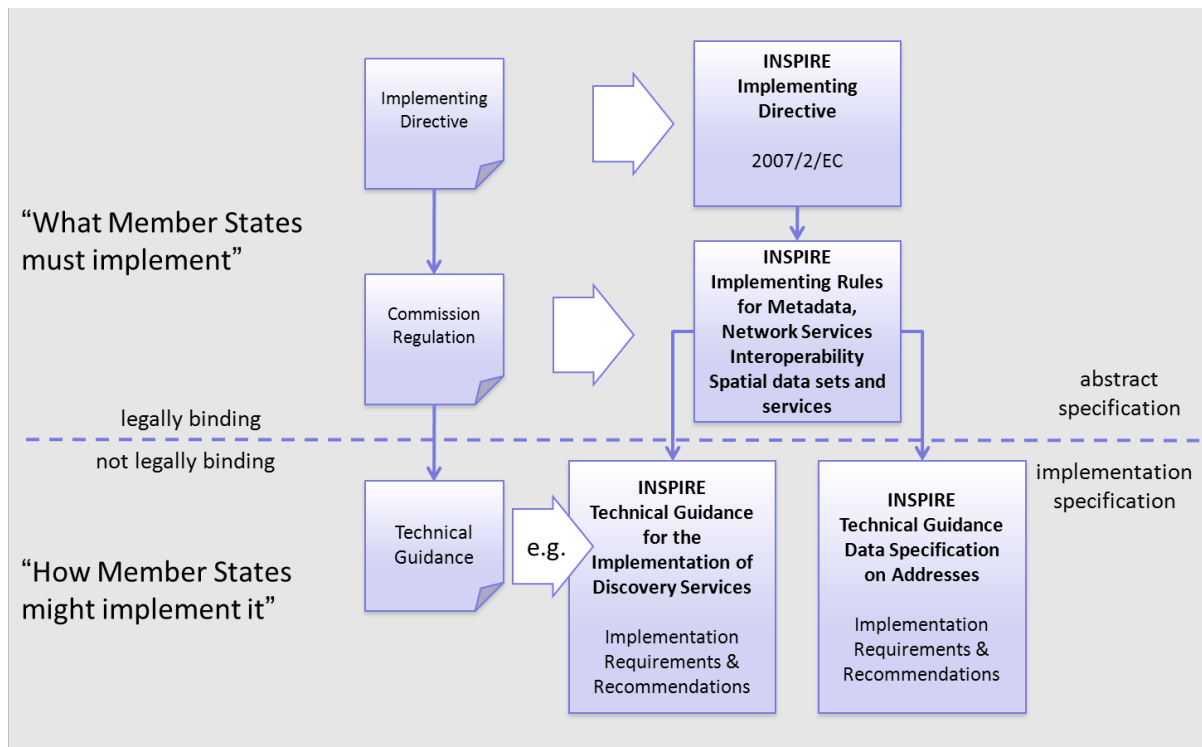 Implementing
Directive
INSPIRE
Implementing
Directive
2007/2/EC
“What Member States
must implement”
Commission
Regulation
INSPIRE
Implementing Rules
for Metadata,
Network Services
Interoperability
Spatial data sets and
services
abstract
specification
legally binding
not legally binding
implementation
specification
Technical
Guidance
e.g.
INSPIRE
Technical Guidance
for the
Implementation of
Discovery Services
Implementation
Requirements &
Recommendations
INSPIRE
Technical Guidance
Data Specification
on Addresses
Implementation
Requirements &
Recommendations
“How Member States
might implement it”